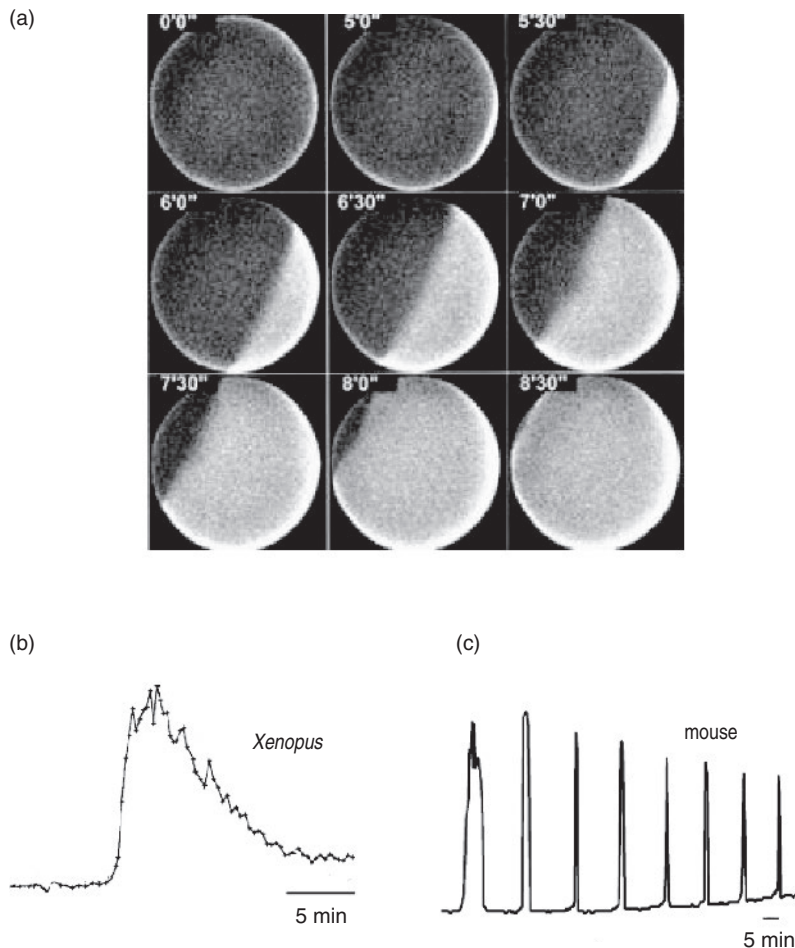 (a)
0'0" 5'0" 5'30"
6'0" 6'30" 7'0"
7'30" 8'0" 8'30"
(b) (c)
Xenopus mouse
5 min 5 min